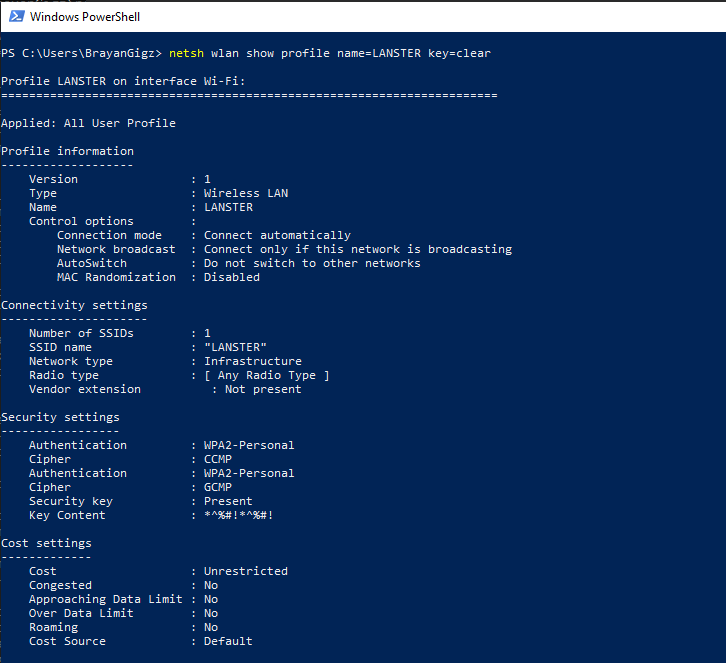 Windows PowerShell
PS C:\Users\BrayanGigz> netsh wlan show profile name=LANSTER key=clear
Profile LANSTER on interface Wi-Fi:
=======================================================================
Applied: All User Profile
Profile information
-------------------
    Version                : 1
    Type                   : Wireless LAN
    Name                   : LANSTER
    Control options        :
        Connection mode    : Connect automatically
        Network broadcast  : Connect only if this network is broadcasting
        AutoSwitch         : Do not switch to other networks
        MAC Randomization  : Disabled
Connectivity settings
---------------------
    Number of SSIDs        : 1
    SSID name              : "LANSTER"
    Network type           : Infrastructure
    Radio type             : [ Any Radio Type ]
    Vendor extension          : Not present
Security settings
-----------------
    Authentication         : WPA2-Personal
    Cipher                 : CCMP
    Authentication         : WPA2-Personal
    Cipher                 : GCMP
    Security key           : Present
    Key Content            : *^%#!*^%#!
Cost settings
-------------
    Cost                   : Unrestricted
    Congested              : No
    Approaching Data Limit : No
    Over Data Limit        : No
    Roaming                : No
    Cost Source            : Default